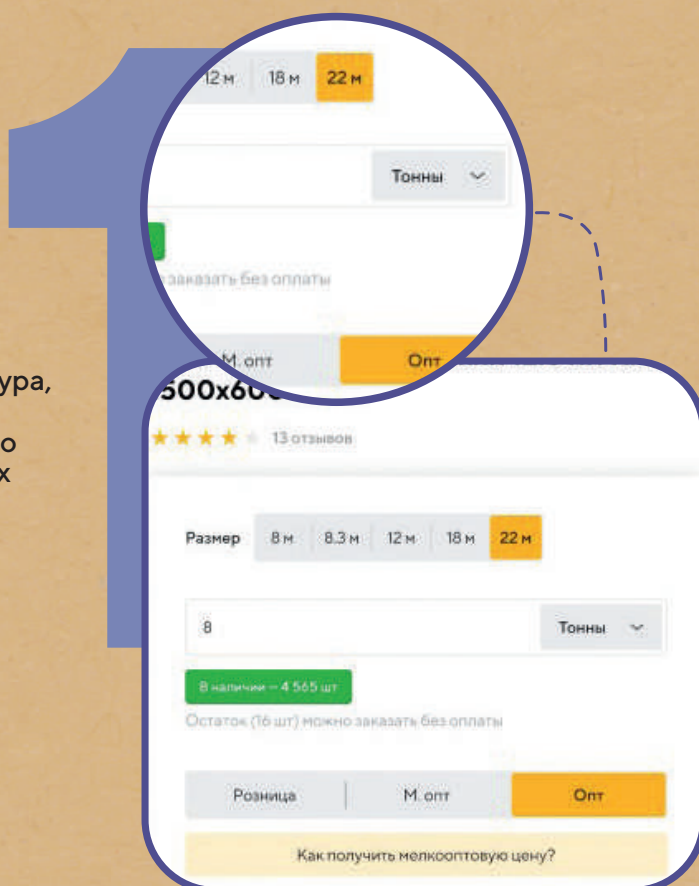 1
12 м 18 м 22 м
Тонны
заказать без оплаты
М. опт Опт
ура,
о
х
13 отзывов
Размер 8 м 8.3 м 12 м 18 м 22 м
8 Тонны
В наличии – 4 565 шт
Остаток (16 шт) можно заказать без оплаты
Розница М. опт Опт
Как получить мелкооптовую цену?